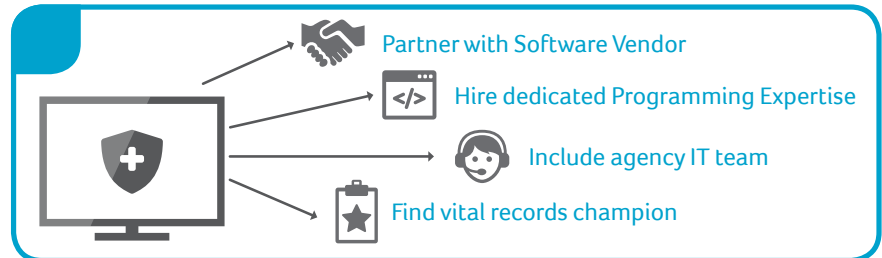 Partner with Software Vendor
</>
Hire dedicated Programming Expertise
Include agency IT team
Find vital records champion